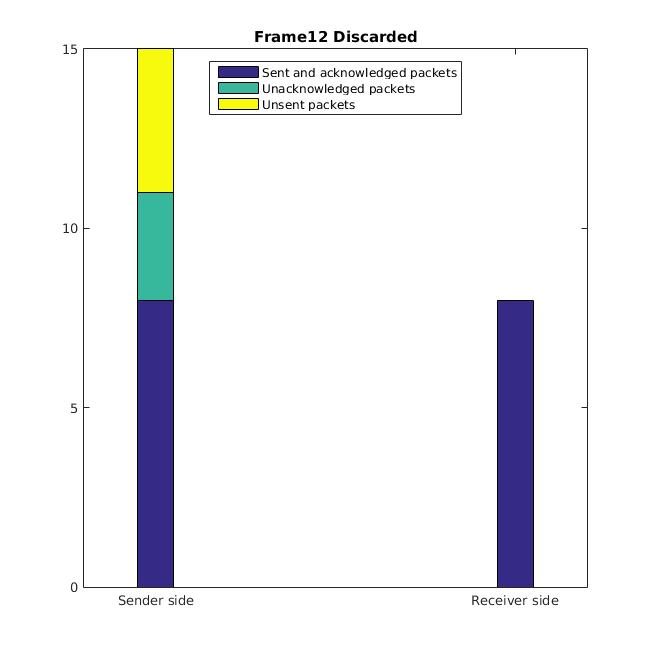 Frame12 Discarded
15
Sent and acknowledged packets
Unacknowledged packets
Unsent packets
10
5
0
Sender side
Receiver side